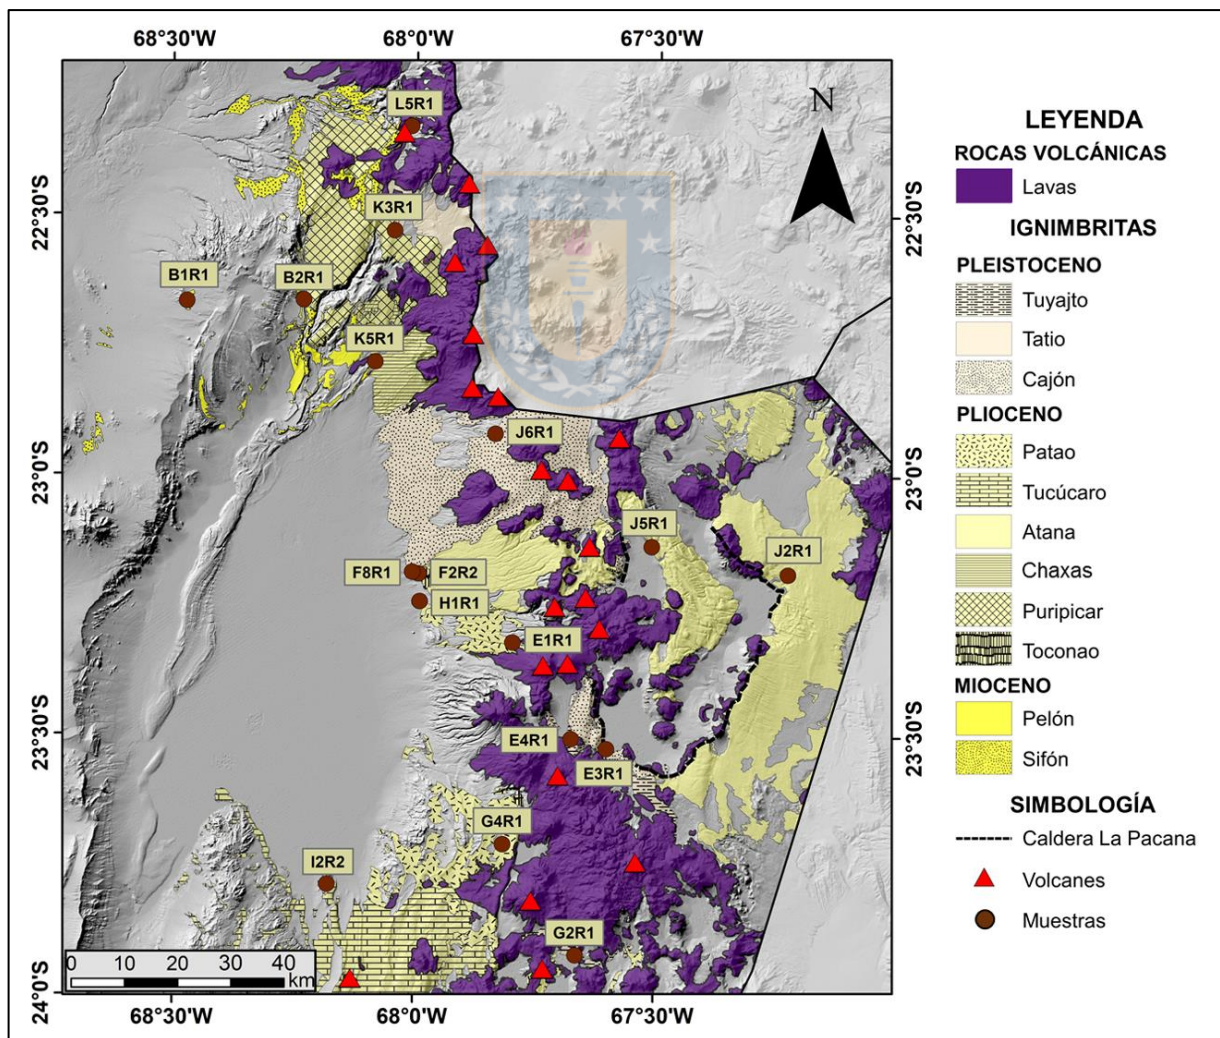 68°30'W 68°0'W 67°30'W
N
L5R1
K3R1
B1R1
B2R1
K5R1
J6R1
J5R1
J2R1
F8R1
F2R2
H1R1
E1R1
E4R1
E3R1
G4R1
I2R2
G2R1
22°30'S
23°0'S
23°30'S
24°0'S
22°30'S
23°0'S
23°30'S
0 10 20 30 40
km
68°30'W 68°0'W 67°30'W
LEYENDA
ROCAS VOLCÁNICAS
Lavas
IGNIMBRITAS
PLEISTOCENO
Tuyajto
Tatio
Cajón
PLIOCENO
Patao
Tucúcaro
Atana
Chaxas
Puripicar
Toconao
MIOCENO
Pelón
Sifón
SIMBOLOGÍA
Caldera La Pacana
Volcanes
Muestras